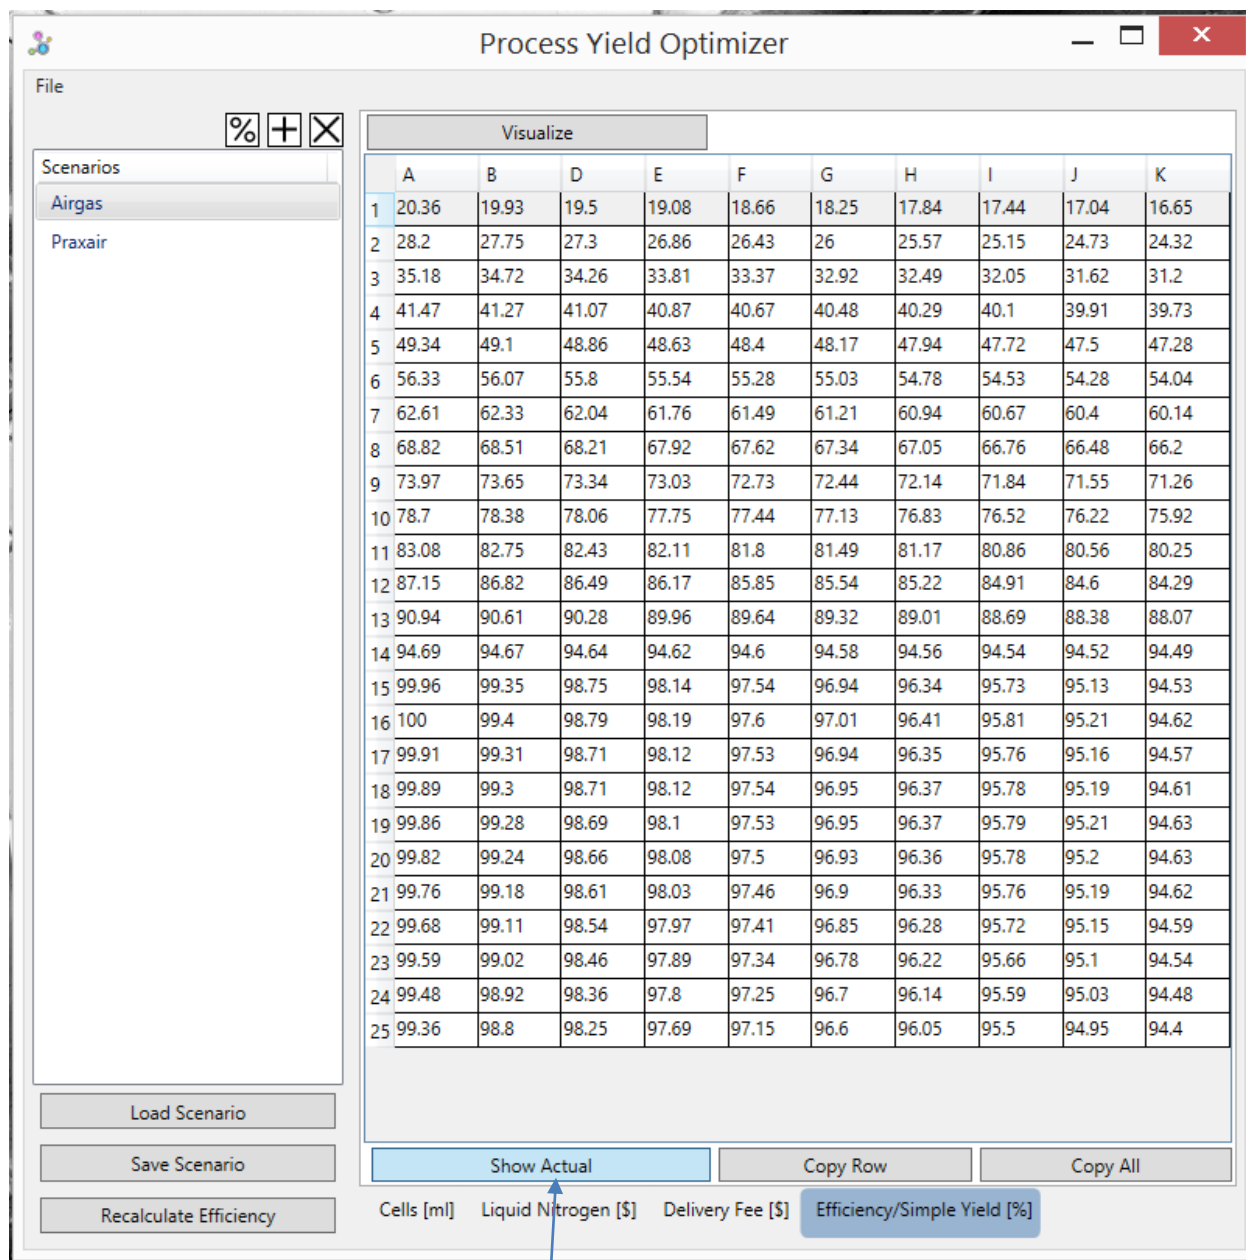 Process Yield Optimizer
File
Visualize
Scenarios
Airgas
Praxair
A B D E F G H I J K
1 20.36 19.93 19.5 19.08 18.66 18.25 17.84 17.44 17.04 16.65
2 28.2 27.75 27.3 26.86 26.43 26 25.57 25.15 24.73 24.32
3 35.18 34.72 34.26 33.81 33.37 32.92 32.49 32.05 31.62 31.2
4 41.47 41.27 41.07 40.87 40.67 40.48 40.29 40.1 39.91 39.73
5 49.34 49.1 48.86 48.63 48.4 48.17 47.94 47.72 47.5 47.28
6 56.33 56.07 55.8 55.54 55.28 55.03 54.78 54.53 54.28 54.04
7 62.61 62.33 62.04 61.76 61.49 61.21 60.94 60.67 60.4 60.14
8 68.82 68.51 68.21 67.92 67.62 67.34 67.05 66.76 66.48 66.2
9 73.97 73.65 73.34 73.03 72.73 72.44 72.14 71.84 71.55 71.26
10 78.7 78.38 78.06 77.75 77.44 77.13 76.83 76.52 76.22 75.92
11 83.08 82.75 82.43 82.11 81.8 81.49 81.17 80.86 80.56 80.25
12 87.15 86.82 86.49 86.17 85.85 85.54 85.22 84.91 84.6 84.29
13 90.94 90.61 90.28 89.96 89.64 89.32 89.01 88.69 88.38 88.07
14 94.69 94.67 94.64 94.62 94.6 94.58 94.56 94.54 94.52 94.49
15 99.96 99.35 98.75 98.14 97.54 96.94 96.34 95.73 95.13 94.53
16 100 99.4 98.79 98.19 97.6 97.01 96.41 95.81 95.21 94.62
17 99.91 99.31 98.71 98.12 97.53 96.94 96.35 95.76 95.16 94.57
18 99.89 99.3 98.71 98.12 97.54 96.95 96.37 95.78 95.19 94.61
19 99.86 99.28 98.69 98.1 97.53 96.95 96.37 95.79 95.21 94.63
20 99.82 99.24 98.66 98.08 97.5 96.93 96.36 95.78 95.2 94.63
21 99.76 99.18 98.61 98.03 97.46 96.9 96.33 95.76 95.19 94.62
22 99.68 99.11 98.54 97.97 97.41 96.85 96.28 95.72 95.15 94.59
23 99.59 99.02 98.46 97.89 97.34 96.78 96.22 95.66 95.1 94.54
24 99.48 98.92 98.36 97.8 97.25 96.7 96.14 95.59 95.03 94.48
25 99.36 98.8 98.25 97.69 97.15 96.6 96.05 95.5 94.95 94.4
Load Scenario
Save Scenario
Recalculate Efficiency
Show Actual Copy Row Copy All
Cells [ml] Liquid Nitrogen [$] Delivery Fee [$] Efficiency/Simple Yield [%]